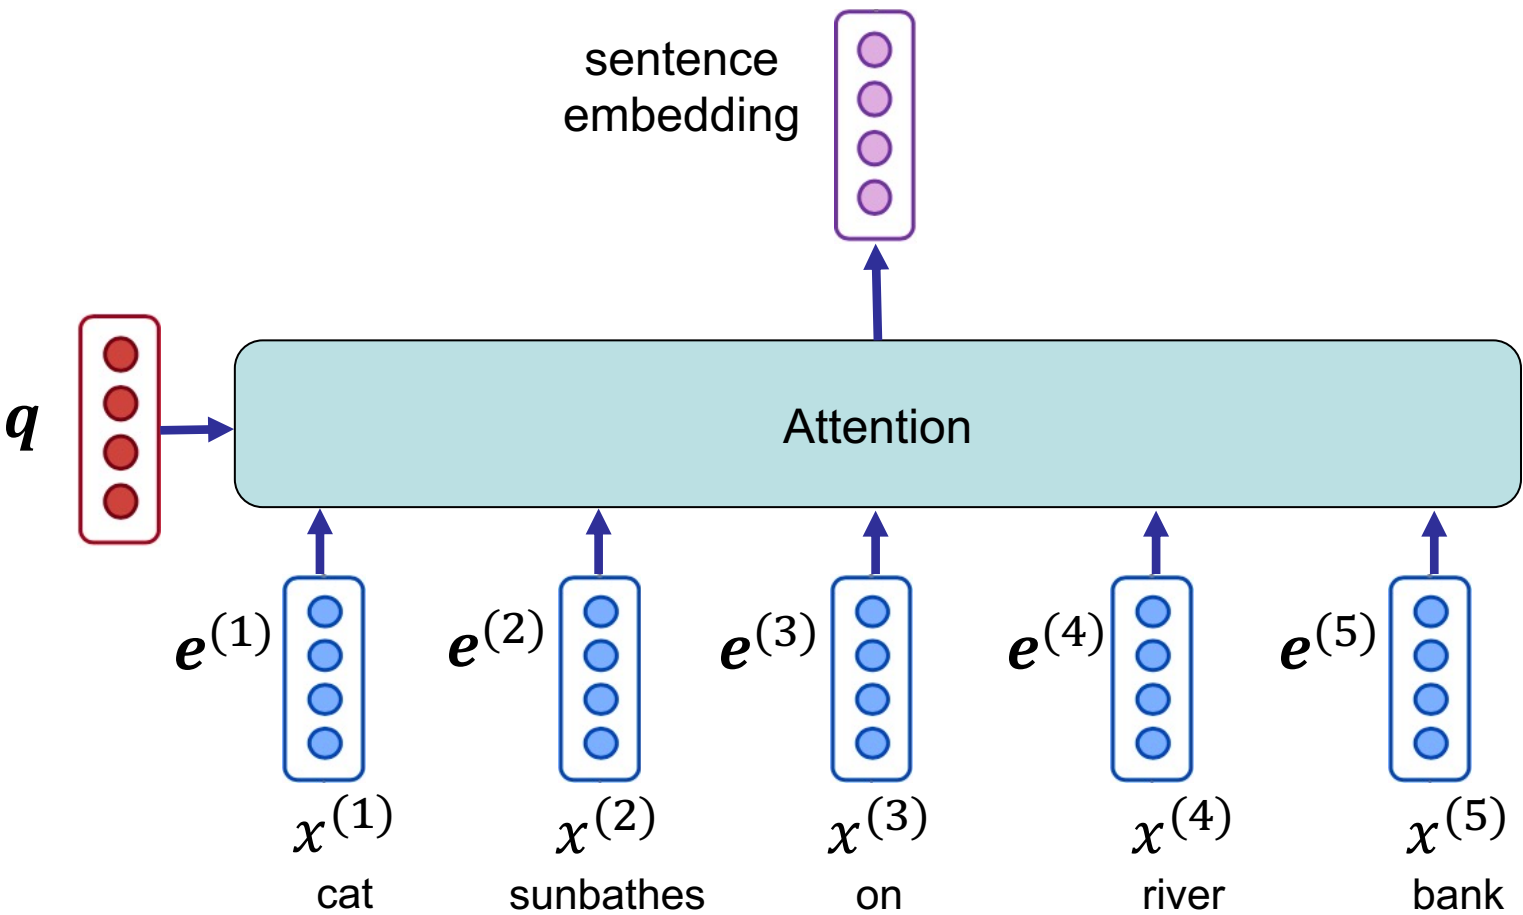 sentence
embedding
q
Attention
e^(1) e^(2) e^(3) e^(4) e^(5)
x^(1) x^(2) x^(3) x^(4) x^(5)
cat sunbathes on river bank